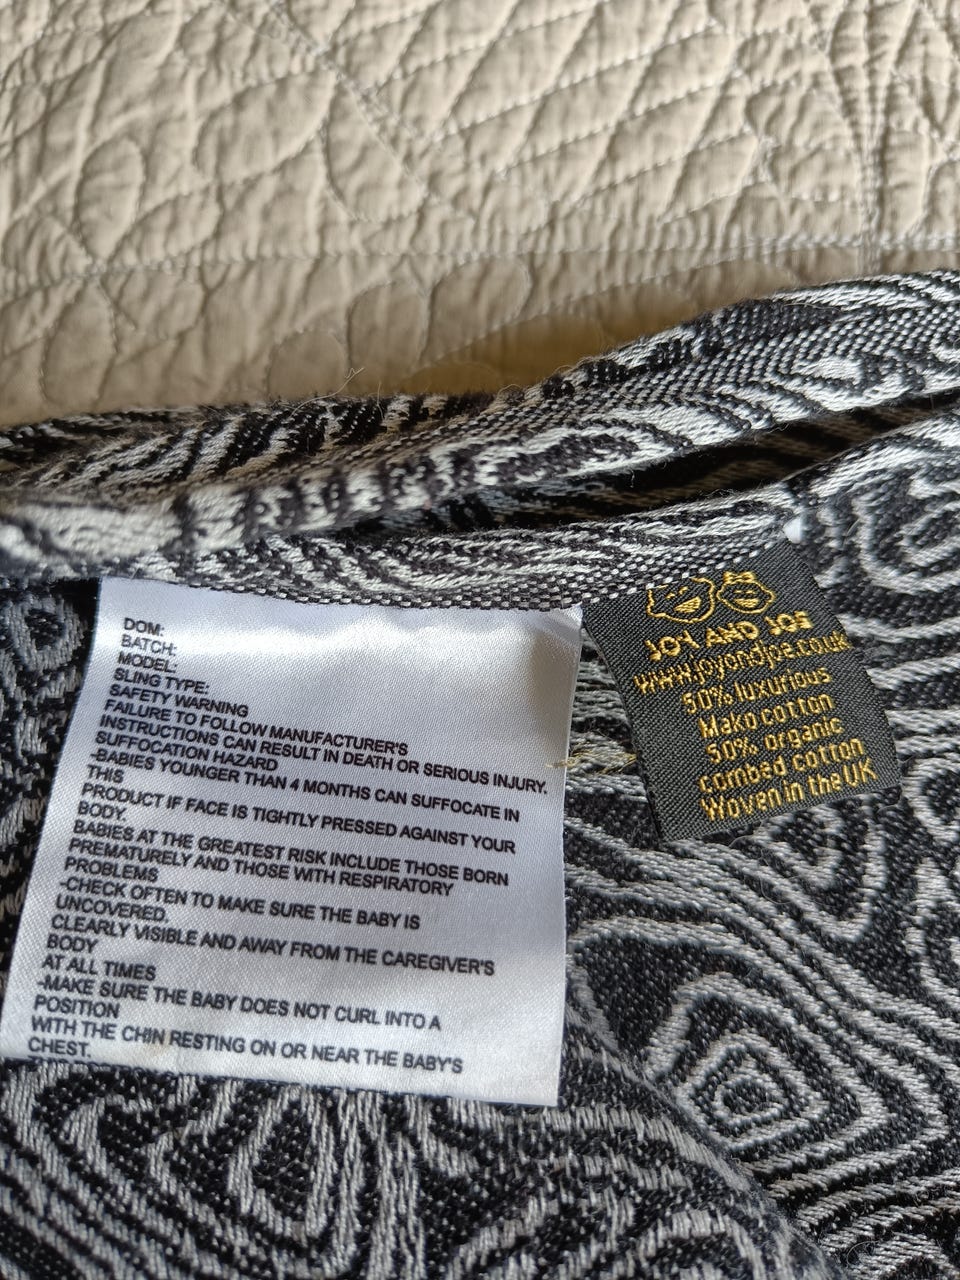 DOM:
BATCH:
MODEL:
SLING TYPE:
SAFETY WARNING
FAILURE TO FOLLOW MANUFACTURER'S
INSTRUCTIONS CAN RESULT IN DEATH OR SERIOUS INJURY.
SUFFOCATION HAZARD
-BABIES YOUNGER THAN 4 MONTHS CAN SUFFOCATE IN
THIS
PRODUCT IF FACE IS TIGHTLY PRESSED AGAINST YOUR
BODY.
BABIES AT THE GREATEST RISK INCLUDE THOSE BORN
PREMATURELY AND THOSE WITH RESPIRATORY
PROBLEMS
-CHECK OFTEN TO MAKE SURE THE BABY IS
UNCOVERED.
CLEARLY VISIBLE AND AWAY FROM THE CAREGIVER'S
BODY
AT ALL TIMES
-MAKE SURE THE BABY DOES NOT CURL INTO A
POSITION
WITH THE CHIN RESTING ON OR NEAR THE BABY'S
CHEST.
JOY AND JOE
www.joyandjoe.co.uk
50% luxurious
Mako cotton
50% organic
combed cotton
Woven in the UK